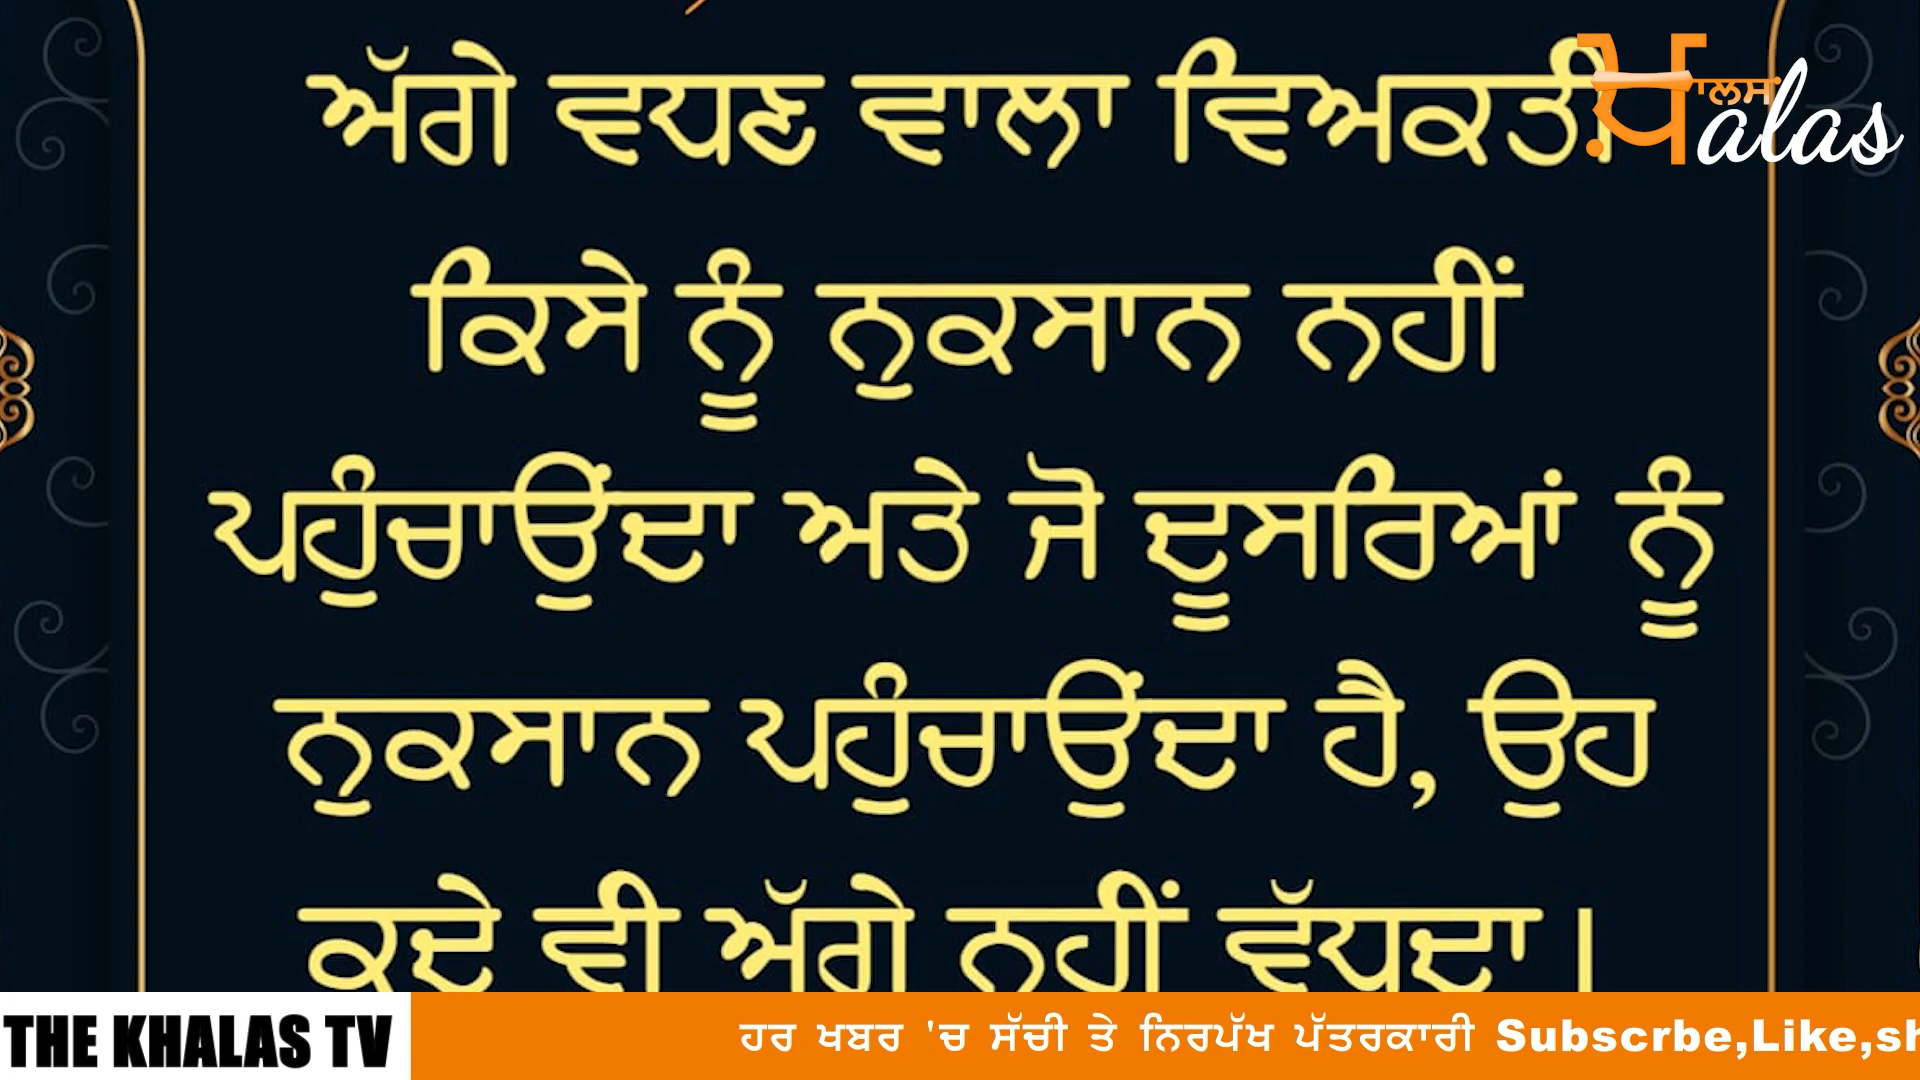 ਅੱਗੇ ਵਧਣ ਵਾਲਾ ਵਿਅਕਤੀ
ਖਾਲਸ alas
ਕਿਸੇ ਨੂੰ ਨੁਕਸਾਨ ਨਹੀਂ
ਪਹੁੰਚਾਉਂਦਾ ਅਤੇ ਜੋ ਦੂਸਰਿਆਂ ਨੂੰ
ਨੁਕਸਾਨ ਪਹੁੰਚਾਉਂਦਾ ਹੈ, ਉਹ
ਕਦੇ ਵੀ ਅੱਗੇ ਨਹੀਂ ਵੱਧਦਾ।
THE KHALAS TV
ਹਰ ਖਬਰ 'ਚ ਸੱਚੀ ਤੇ ਨਿਰਪੱਖ ਪੱਤਰਕਾਰੀ Subscrbe,Like,sh